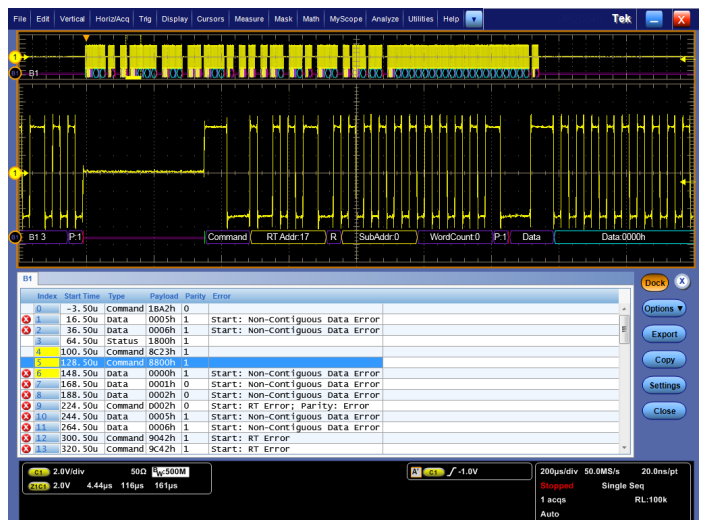 File Edit Vertical Horiz/Acq Trig Display Cursors Measure Mask Math MyScope Analyze Utilities Help Tek X
1
B1 B1
1
B1 B1 3 P:1 Command RT Addr:17 R SubAddr:0 WordCount:0 P:1 Data Data:0000h
B1 Dock X
Index Start Time Type Payload Parity Error
0 -3.50u Command 1BA2h 0
1 16.50u Data 0005h 1 Start: Non-Contiguous Data Error
2 36.50u Data 0006h 1 Start: Non-Contiguous Data Error
3 64.50u Status 1800h 1
4 100.50u Command 8C23h 1
5 128.50u Command 8800h 1
6 148.50u Data 0000h 1 Start: Non-Contiguous Data Error
7 168.50u Data 0001h 0 Start: Non-Contiguous Data Error
8 188.50u Data 0002h 0 Start: Non-Contiguous Data Error
9 224.50u Command D002h 0 Start: RT Error; Parity: Error
10 244.50u Data 0005h 1 Start: Non-Contiguous Data Error
11 264.50u Data 0006h 1 Start: Non-Contiguous Data Error
12 300.50u Command 9042h 1 Start: RT Error
13 320.50u Command 9C42h 1 Start: RT Error
Options ▼
Export
Copy
Settings
Close
C1 2.0V/div 50Ω BW:500M
Z1C1 2.0V 4.44µs 116µs 161µs
A' C1 -1.0V
200µs/div 50.0MS/s 20.0ns/pt
Stopped Single Seq
1 acqs RL:100k
Auto